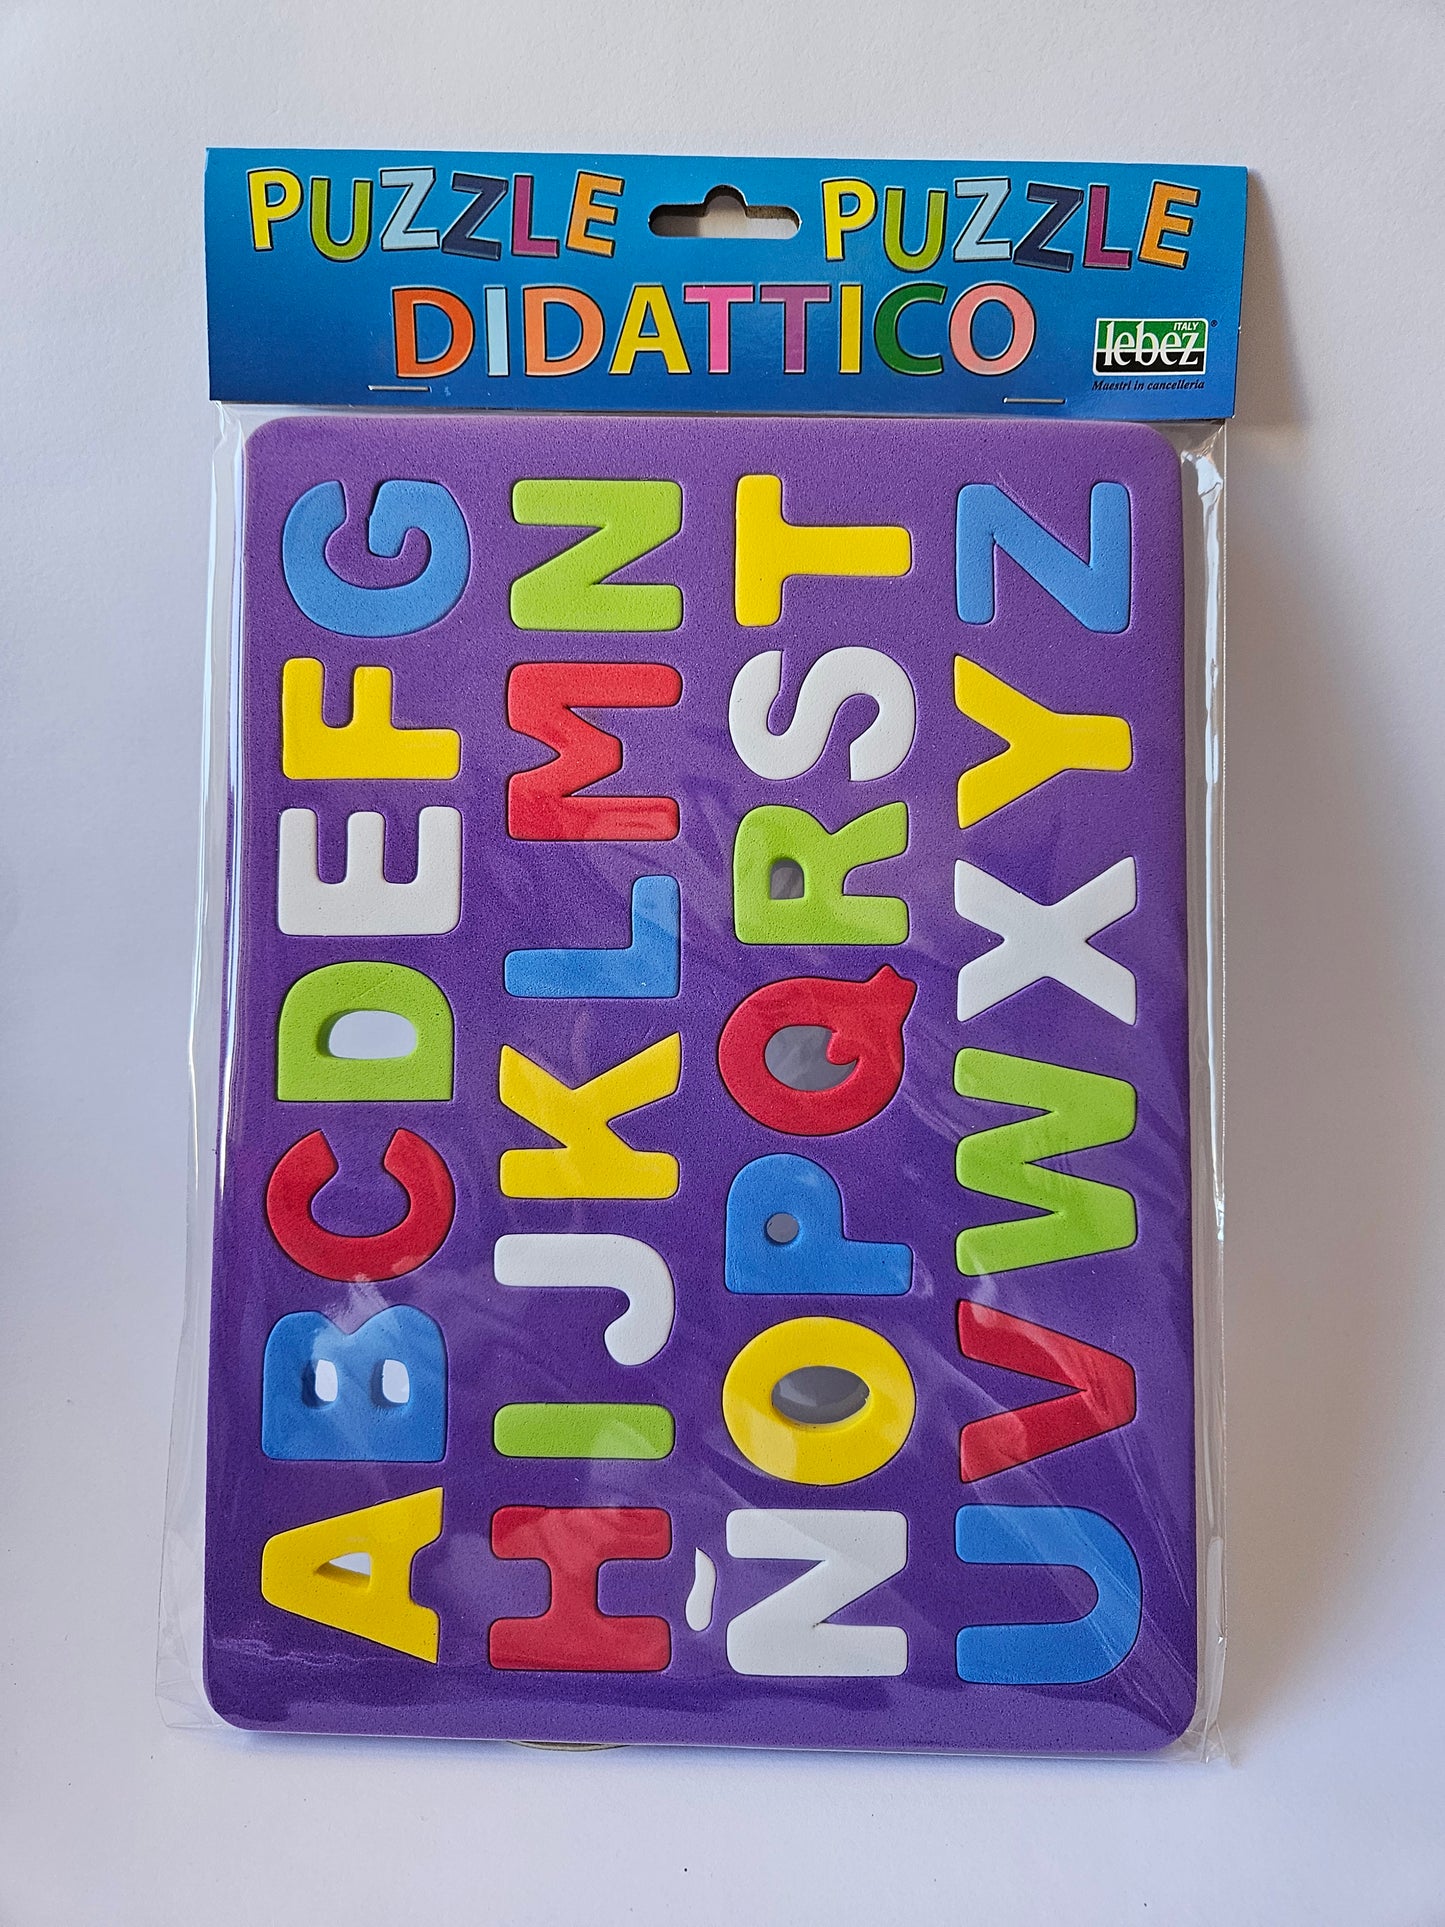 PUZZLE PUZZLE
DIDATTICO
ITALY
lebez®
Maestri in cancelleria
ABCDEFG
HIJKLMN
ÑOPQRST
UVWXYZ